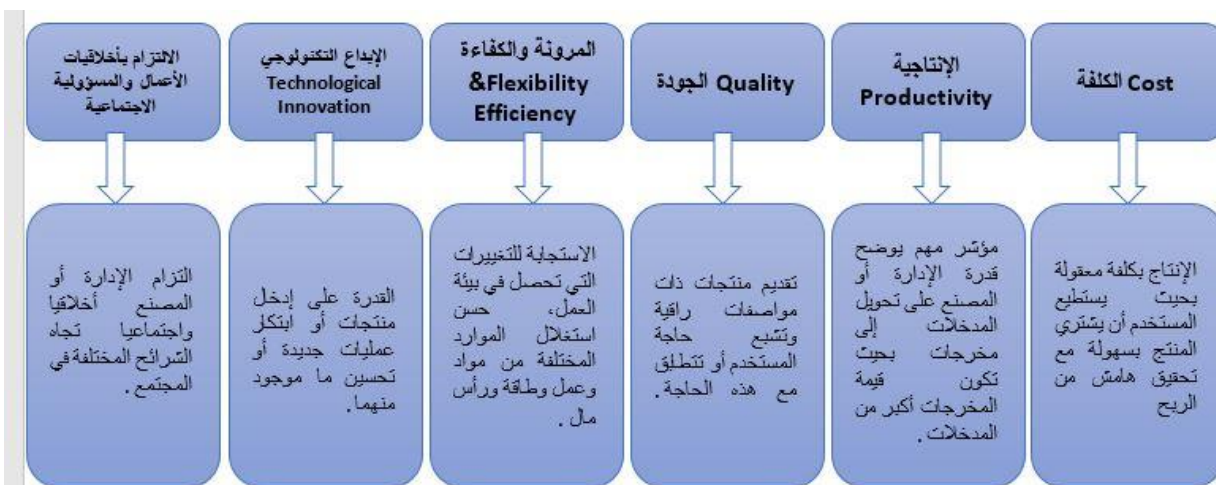 الكلفة Cost
الإنتاجية
Productivity
الجودة Quality
المرونة والكفاءة
&Flexibility
Efficiency
الإبداع التكنولوجي
Technological
Innovation
الالتزام بأخلاقيات
الأعمال والمسؤولية
الاجتماعية
الإنتاج بكلفة معقولة
بحيث يستطيع
المستخدم أن يشتري
المنتج بسهولة مع
تحقيق هامش من
الربح
مؤشر مهم يوضح
قدرة الإدارة أو
المصنع على تحويل
المدخلات إلى
مخرجات بحيث
تكون قيمة
المخرجات أكبر من
المدخلات.
تقديم منتجات ذات
مواصفات راقية
وتشبع حاجة
المستخدم أو تتطابق
مع هذه الحاجة.
الاستجابة للتغييرات
التي تحصل في بيئة
العمل، حسن
استغلال الموارد
المختلفة من مواد
وعمل وطاقة ورأس
مال.
القدرة على إدخل
منتجات أو ابتكار
عمليات جديدة أو
تحسين ما موجود
منهما.
التزام الإدارة أو
المصنع أخلاقيا
واجتماعيا تجاه
الشرائح المختلفة في
المجتمع.